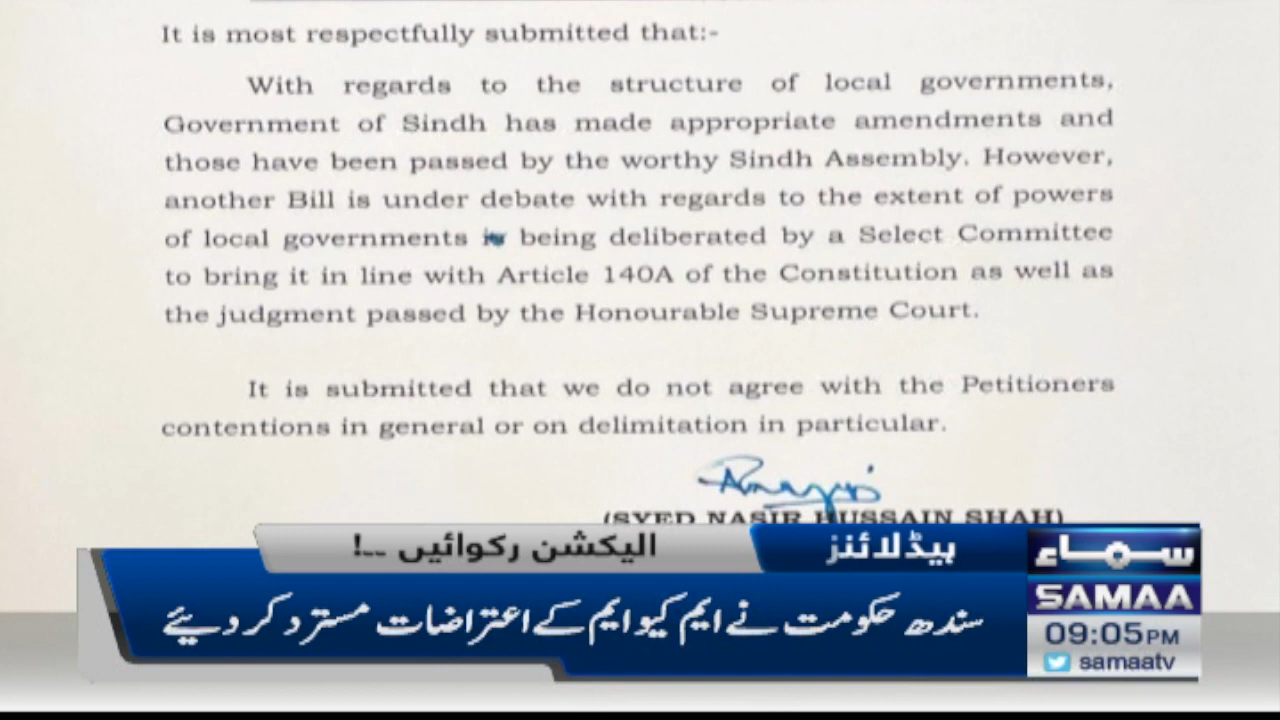 It is most respectfully submitted that:-
With regards to the structure of local governments,
Government of Sindh has made appropriate amendments and
those have been passed by the worthy Sindh Assembly. However,
another Bill is under debate with regards to the extent of powers
of local governments being deliberated by a Select Committee
to bring it in line with Article 140A of the Constitution as well as
the judgment passed by the Honourable Supreme Court.
It is submitted that we do not agree with the Petitioners
contentions in general or on delimitation in particular.
(SYED NASIR HUSSAIN SHAH)
ہیڈلائنز
الیکشن رکوائیں --!
سندھ حکومت نے ایم کیو ایم کے اعتراضات مسترد کر دیئے
سماء
SAMAA
09:05PM
samaatv